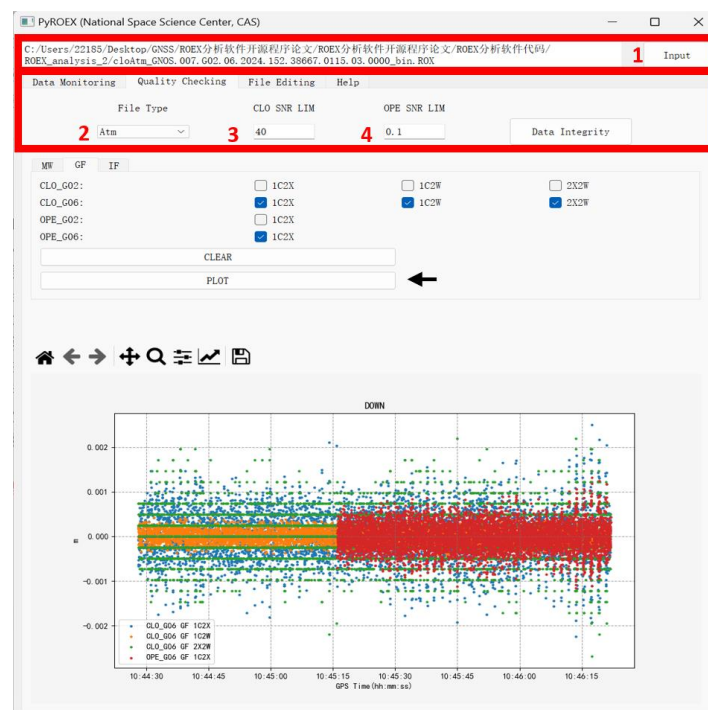 PyROEX (National Space Science Center, CAS)
C:/Users/22185/Desktop/GNSS/ROEX分析软件开源程序论文/ROEX分析软件开源程序论文/ROEX分析软件代码/
ROEX_analysis_2/cloAtm_GNOS.007.G02.06.2024.152.38667.0115.03.0000_bin.ROX
1 Input
Data Monitoring Quality Checking File Editing Help
File Type CLO SNR LIM OPE SNR LIM
2 Atm 3 40 4 0.1 Data Integrity
MW GF IF
CLO_G02: 1C2X 1C2W 2X2W
CLO_G06: 1C2X 1C2W 2X2W
OPE_G02: 1C2X
OPE_G06: 1C2X
CLEAR
PLOT
DOWN
0.002
0.001
0.000
m
-0.001
-0.002
CLO_G06 GF 1C2X
CLO_G06 GF 1C2W
CLO_G06 GF 2X2W
OPE_G06 GF 1C2X
10:44:30 10:44:45 10:45:00 10:45:15 10:45:30 10:45:45 10:46:00 10:46:15
GPS Time(hh:mm:ss)